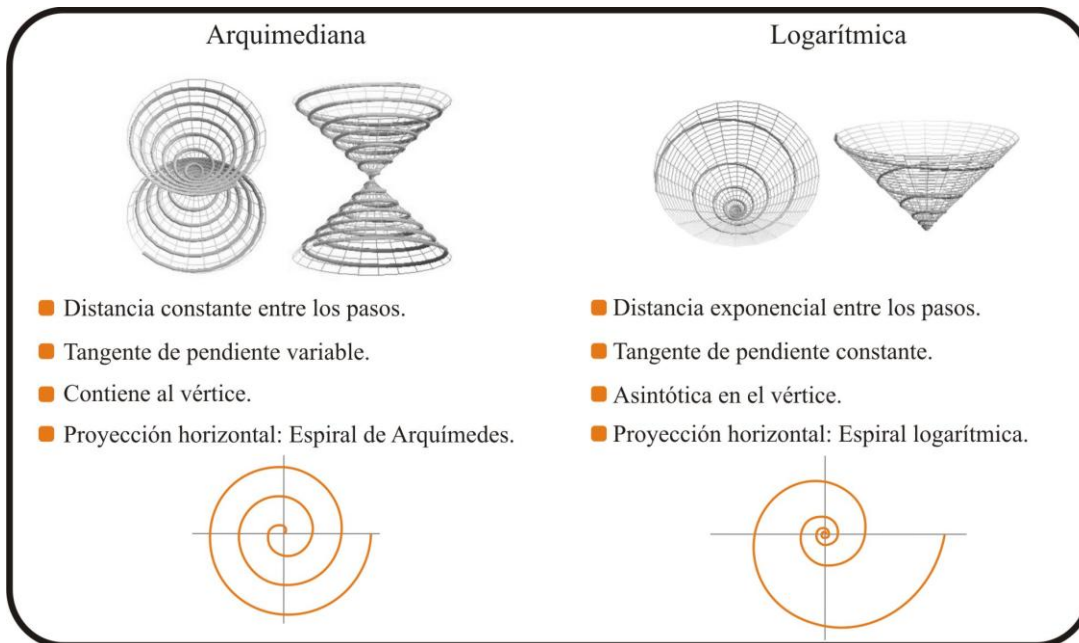 Arquimediana
Distancia constante entre los pasos.
Tangente de pendiente variable.
Contiene al vértice.
Proyección horizontal: Espiral de Arquímedes.
Logarítmica
Distancia exponencial entre los pasos.
Tangente de pendiente constante.
Asintótica en el vértice.
Proyección horizontal: Espiral logarítmica.